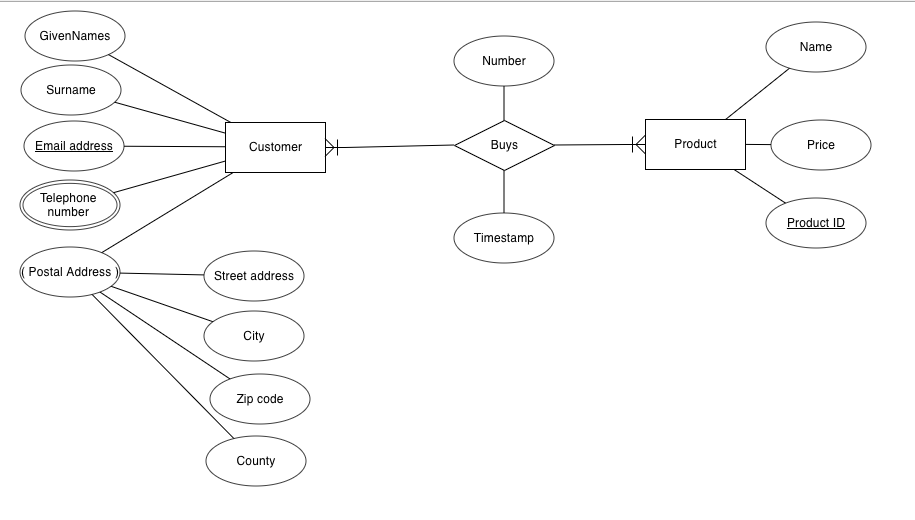 GivenNames
Surname
Email address
Telephone
number
( Postal Address )
Street address
City
Zip code
County
Customer
Number
Buys
Timestamp
Product
Name
Price
Product ID